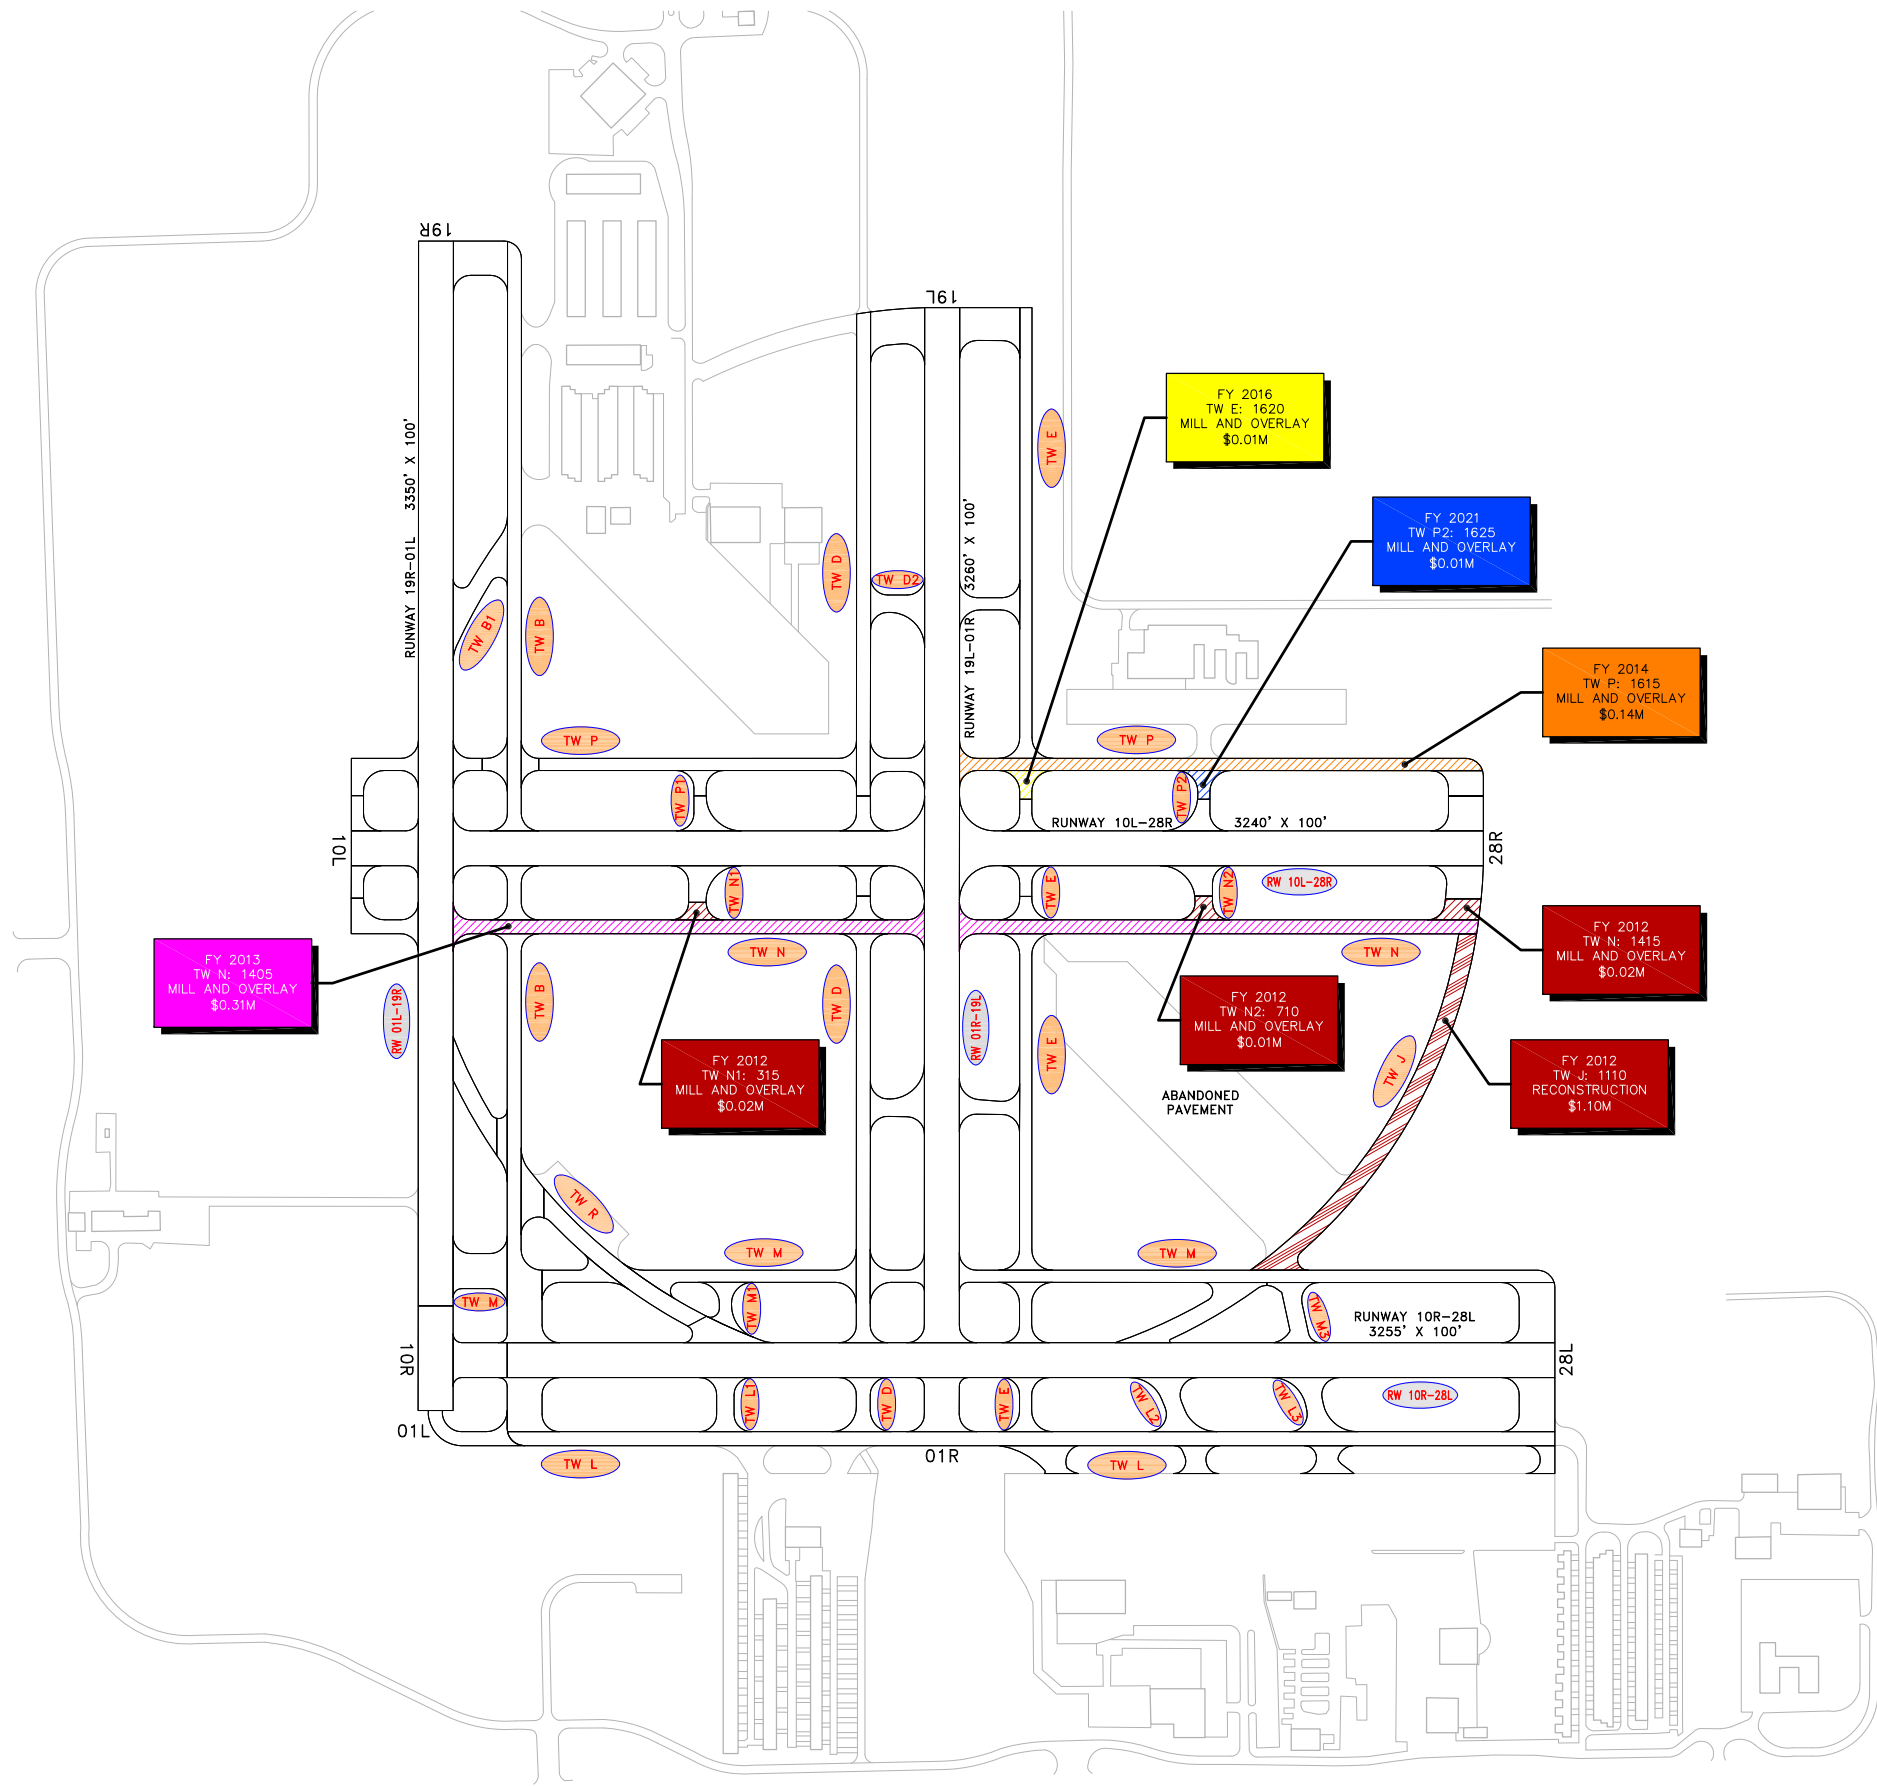 19R
19L
RUNWAY 19R-01L 3350' X 100'
RUNWAY 19L-01R 3260' X 100'
FY 2016
TW E: 1620
MILL AND OVERLAY
$0.01M
TW E
FY 2021
TW P2: 1625
MILL AND OVERLAY
$0.01M
TW D
TW D2
TW B1
TW B
FY 2014
TW P: 1615
MILL AND OVERLAY
$0.14M
TW P
TW P
TW P1
TW P2
RUNWAY 10L-28R 3240' X 100'
10L
28R
TW N1
TW E
TW N2
RW 10L-28R
FY 2013
TW N: 1405
MILL AND OVERLAY
$0.31M
TW N
TW N
FY 2012
TW N: 1415
MILL AND OVERLAY
$0.02M
RW 01L-19R
TW B
TW D
RW 01R-19L
TW E
FY 2012
TW N2: 710
MILL AND OVERLAY
$0.01M
FY 2012
TW N1: 315
MILL AND OVERLAY
$0.02M
TW J
FY 2012
TW J: 1110
RECONSTRUCTION
$1.10M
ABANDONED
PAVEMENT
TW R
TW M
TW M
TW M
TW M1
TW M3
RUNWAY 10R-28L
3255' X 100'
10R
28L
TW L1
TW D
TW E
TW L2
TW L3
RW 10R-28L
01L
01R
TW L
TW L